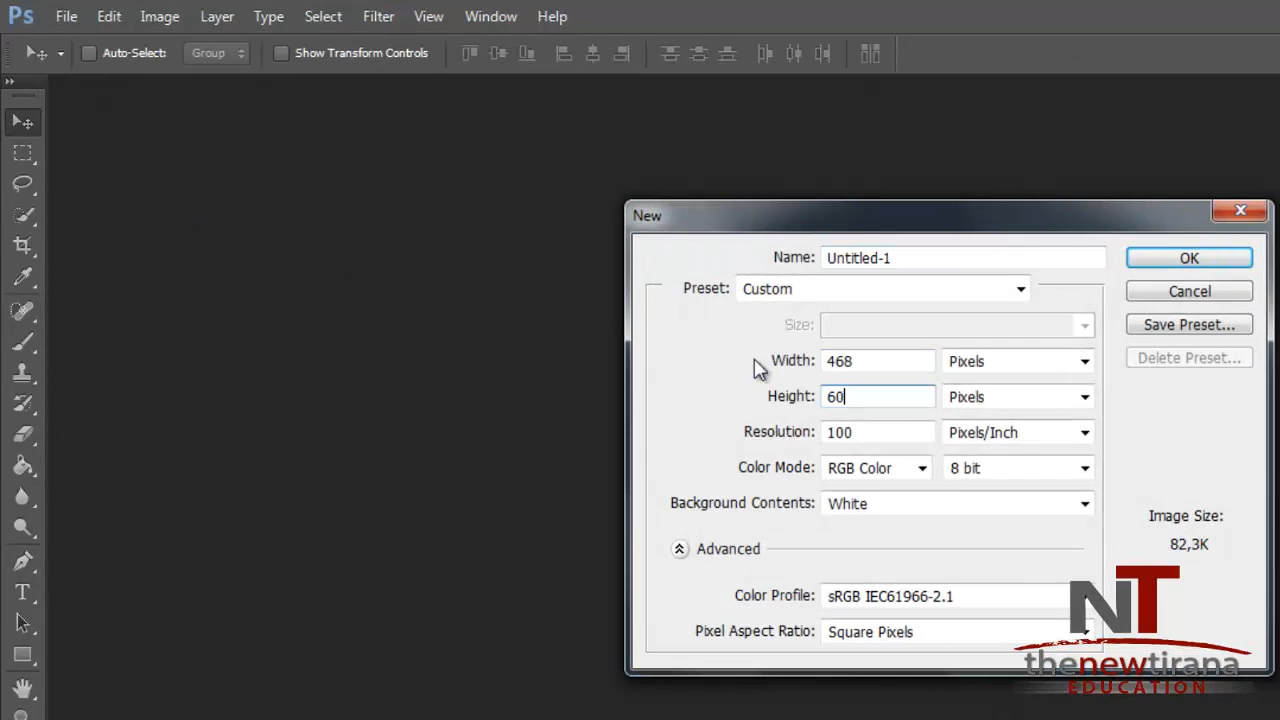 Ps File Edit Image Layer Type Select Filter View Window Help
Auto-Select: Group Show Transform Controls
New
Name: Untitled-1 OK
Preset: Custom Cancel
Size: Save Preset...
Width: 468 Pixels Delete Preset...
Height: 60 Pixels
Resolution: 100 Pixels/Inch
Color Mode: RGB Color 8 bit
Background Contents: White
Image Size:
82,3K
Advanced
Color Profile: sRGB IEC61966-2.1
Pixel Aspect Ratio: Square Pixels
T
NT
thenewtirana
EDUCATION